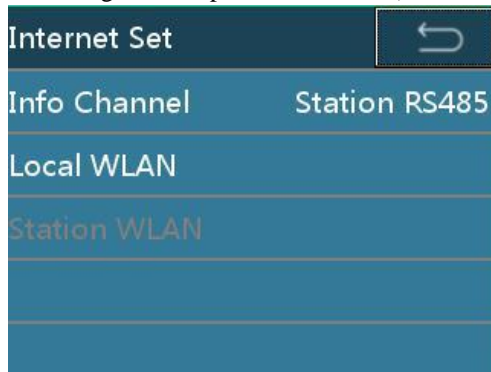 Internet Set
Info Channel Station RS485
Local WLAN
Station WLAN